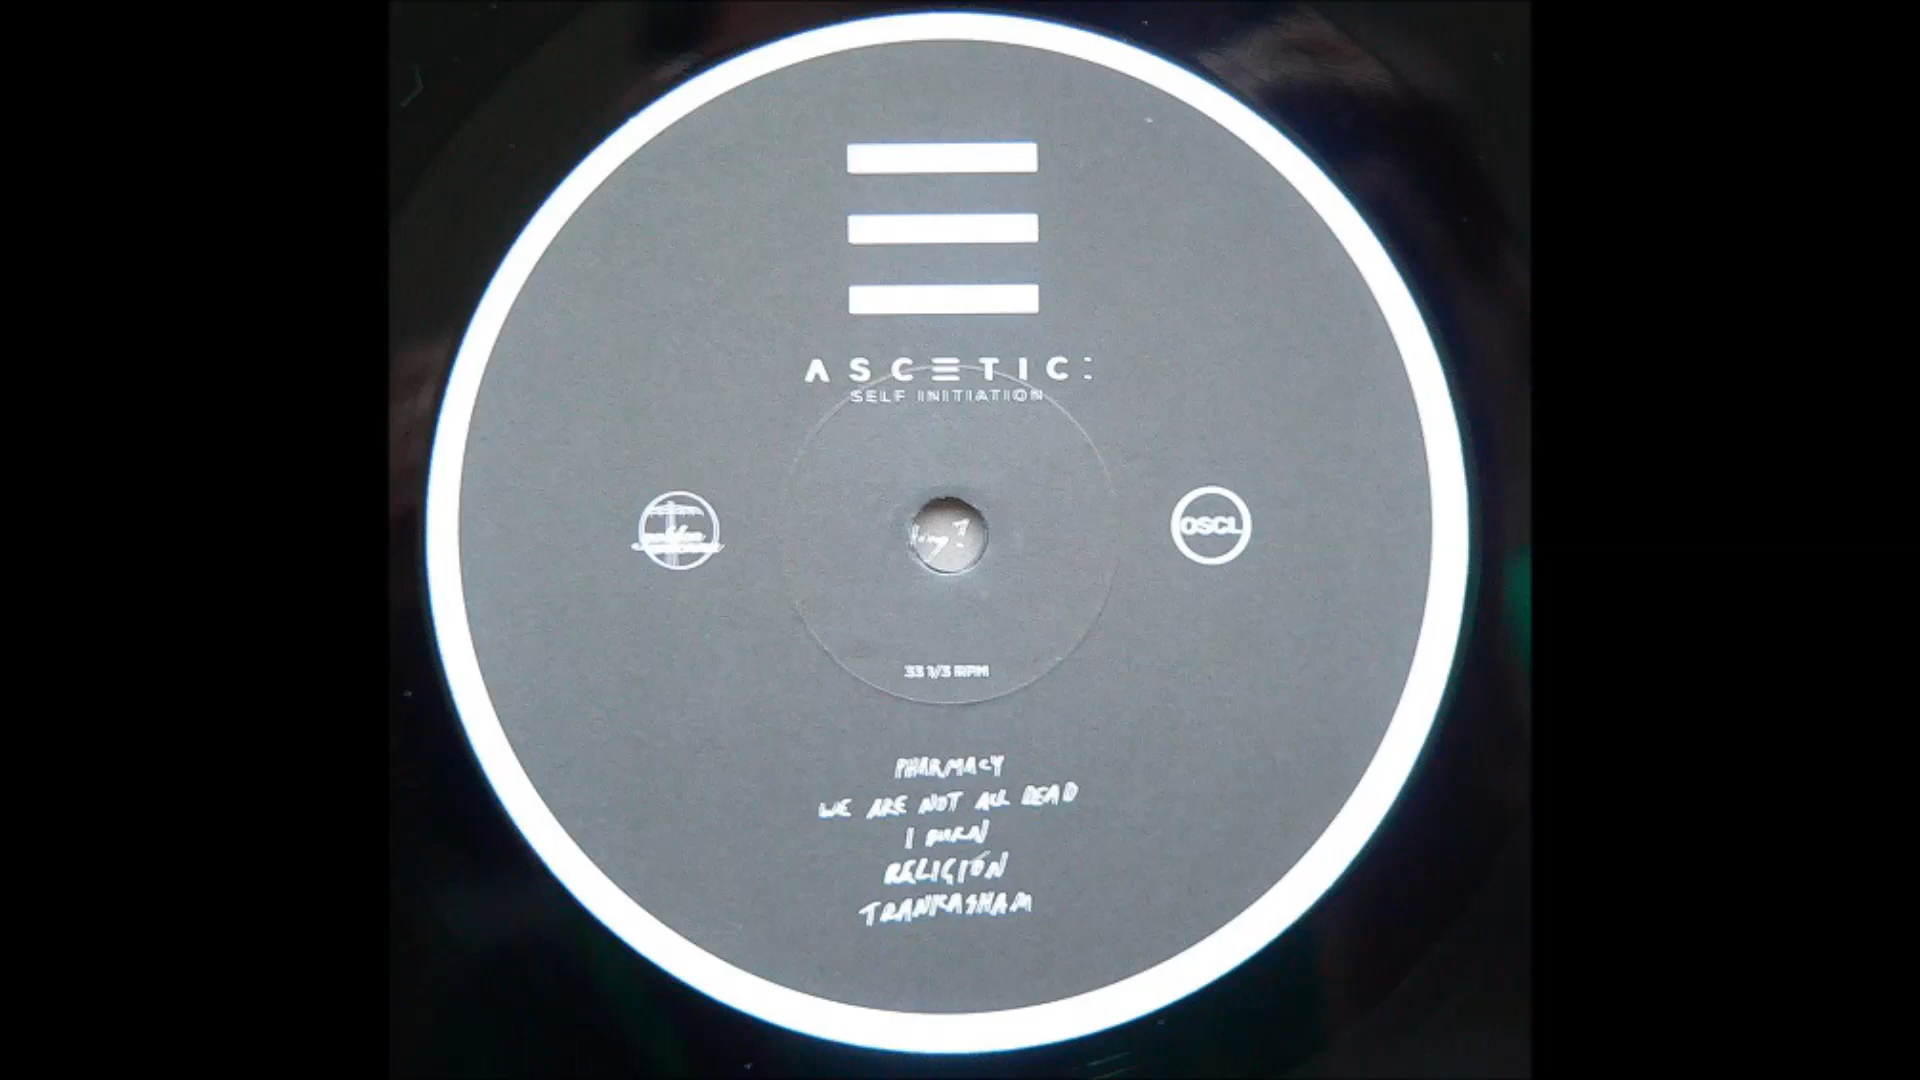 ASCETIC:
SELF INITIATION
OSCL
33 1/3 RPM
PHARMACY
WE ARE NOT ALL DEAD
I BURN
RELIGIÓN
TRANKASHAM